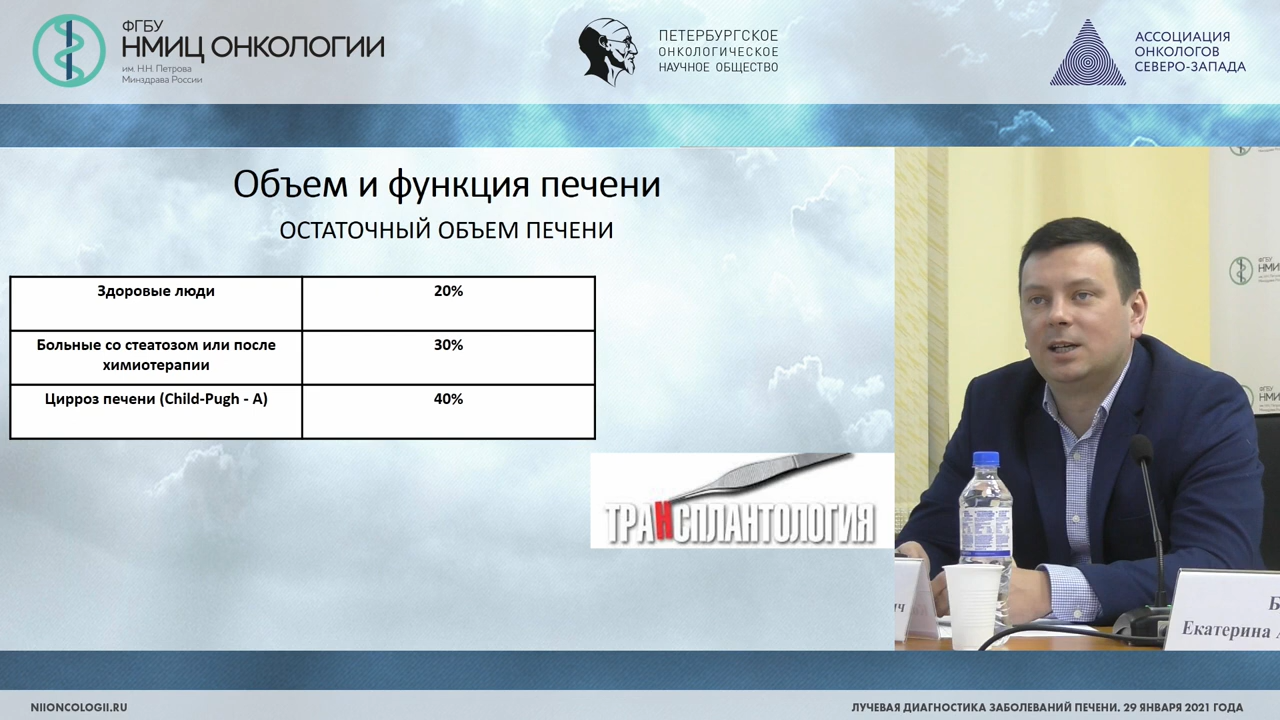 ФГБУ
НМИЦ ОНКОЛОГИИ
им. Н.Н. Петрова
Минздрава России
ПЕТЕРБУРГСКОЕ
ОНКОЛОГИЧЕСКОЕ
НАУЧНОЕ ОБЩЕСТВО
АССОЦИАЦИЯ
ОНКОЛОГОВ
СЕВЕРО-ЗАПАДА
Объем и функция печени
ОСТАТОЧНЫЙ ОБЪЕМ ПЕЧЕНИ
Здоровые люди 20%
Больные со стеатозом или после
химиотерапии 30%
Цирроз печени (Child-Pugh - A) 40%
ТРАНСПЛАНТОЛОГИЯ
ФГБУ
НМИЦ
Екатерина
NIIONCOLOGII.RU
ЛУЧЕВАЯ ДИАГНОСТИКА ЗАБОЛЕВАНИЙ ПЕЧЕНИ. 29 ЯНВАРЯ 2021 ГОДА